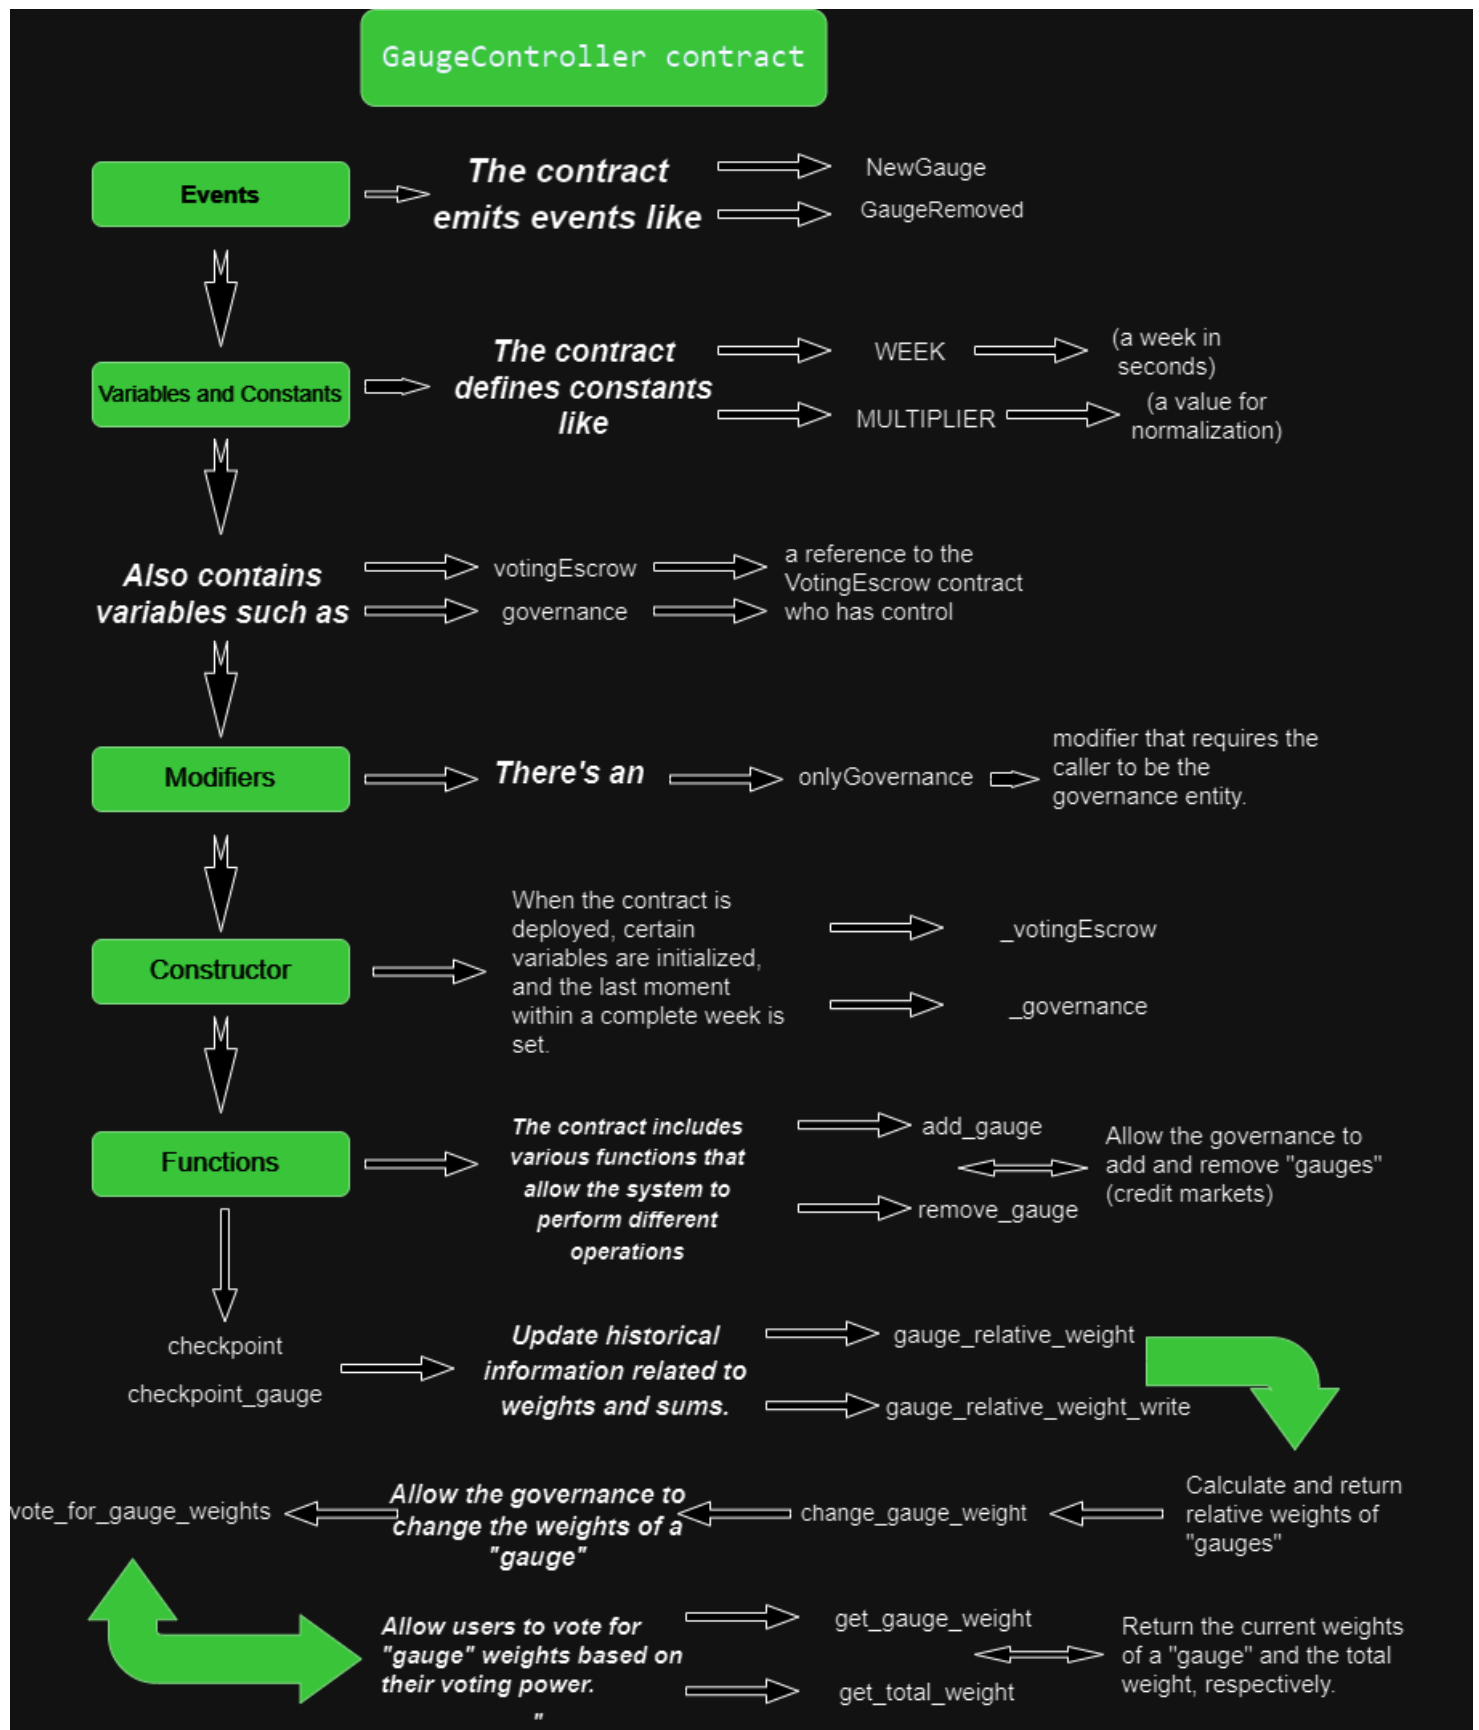 GaugeController contract
Events
The contract
emits events like
NewGauge
GaugeRemoved
Variables and Constants
The contract
defines constants
like
WEEK
(a week in
seconds)
MULTIPLIER
(a value for
normalization)
Also contains
variables such as
votingEscrow
a reference to the
VotingEscrow contract
governance
who has control
Modifiers
There's an
onlyGovernance
modifier that requires the
caller to be the
governance entity.
Constructor
When the contract is
deployed, certain
variables are initialized,
and the last moment
within a complete week is
set.
_votingEscrow
_governance
Functions
The contract includes
various functions that
allow the system to
perform different
operations
add_gauge
remove_gauge
Allow the governance to
add and remove "gauges"
(credit markets)
checkpoint
checkpoint_gauge
Update historical
information related to
weights and sums.
gauge_relative_weight
gauge_relative_weight_write
Calculate and return
relative weights of
"gauges"
change_gauge_weight
Allow the governance to
change the weights of a
"gauge"
vote_for_gauge_weights
Allow users to vote for
"gauge" weights based on
their voting power.
"
get_gauge_weight
get_total_weight
Return the current weights
of a "gauge" and the total
weight, respectively.